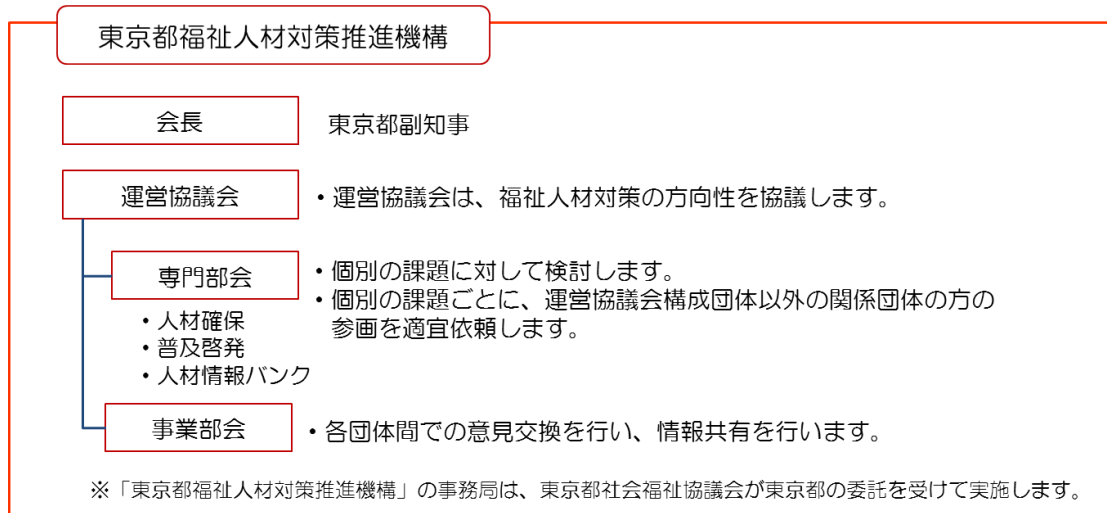 東京都福祉人材対策推進機構
会長
東京都副知事
運営協議会
・運営協議会は、福祉人材対策の方向性を協議します。
専門部会
・個別の課題に対して検討します。
・個別の課題ごとに、運営協議会構成団体以外の関係団体の方の
参画を適宜依頼します。
・人材確保
・普及啓発
・人材情報バンク
事業部会
・各団体間での意見交換を行い、情報共有を行います。
※「東京都福祉人材対策推進機構」の事務局は、東京都社会福祉協議会が東京都の委託を受けて実施します。